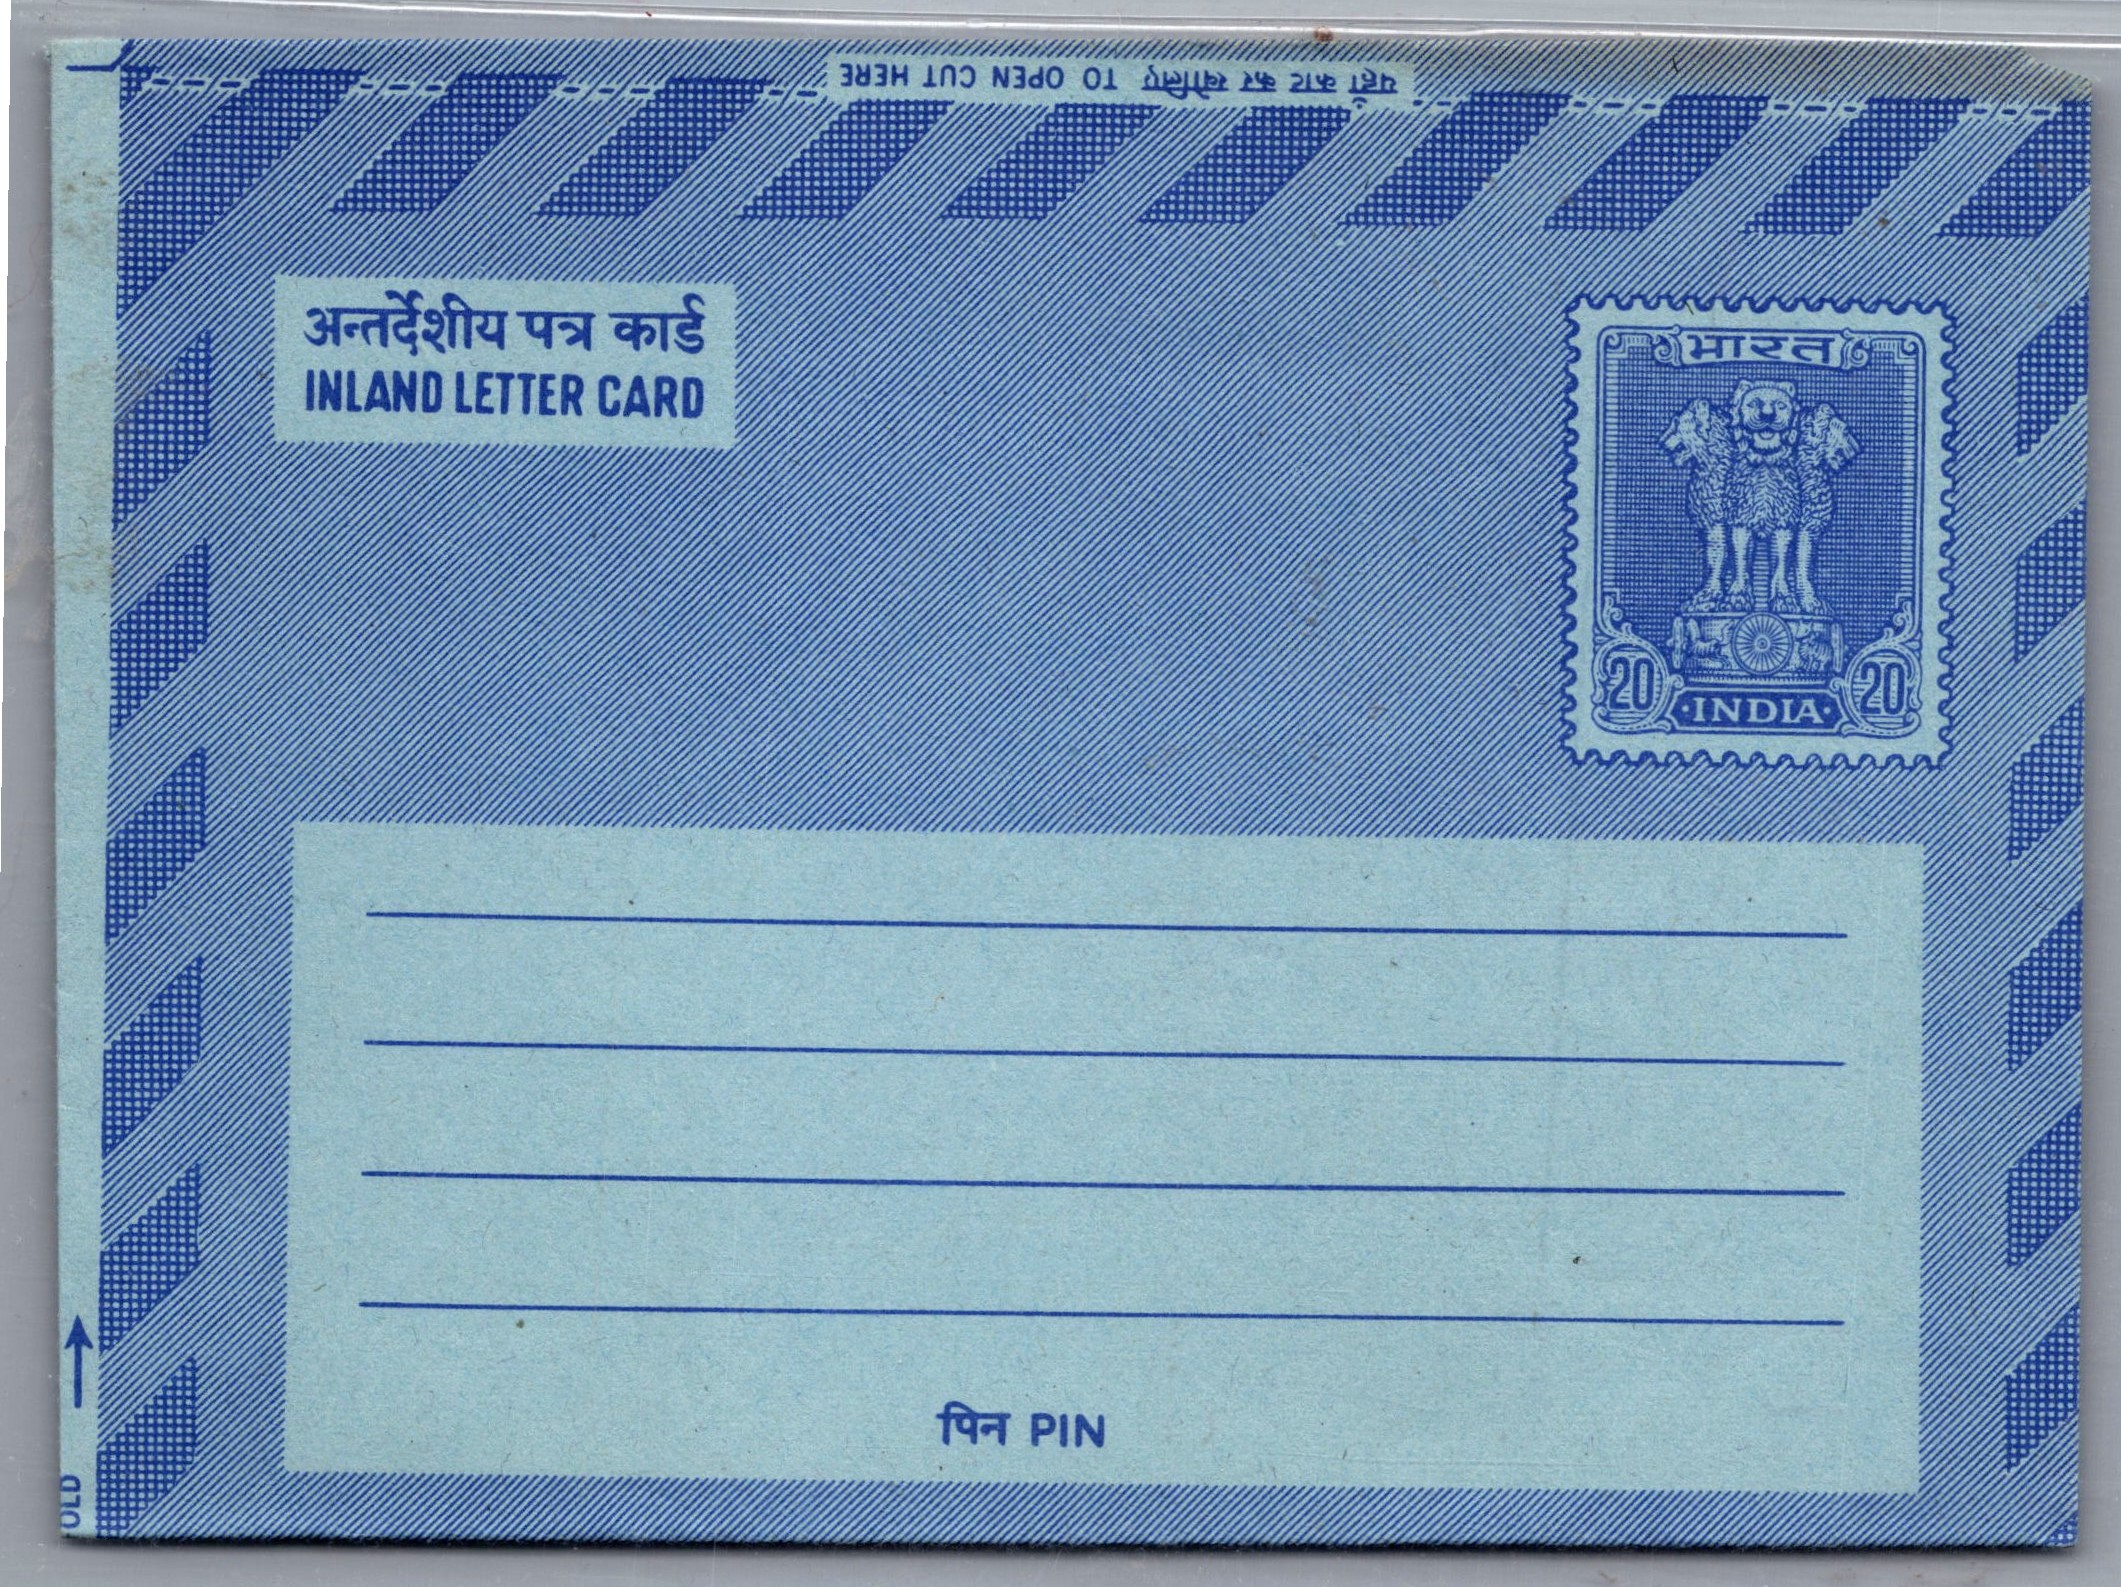 यहाँ काट कर खोलिए TO OPEN CUT HERE
अन्तर्देशीय पत्र कार्ड
INLAND LETTER CARD
भारत
20 INDIA 20
पिन PIN
OLD